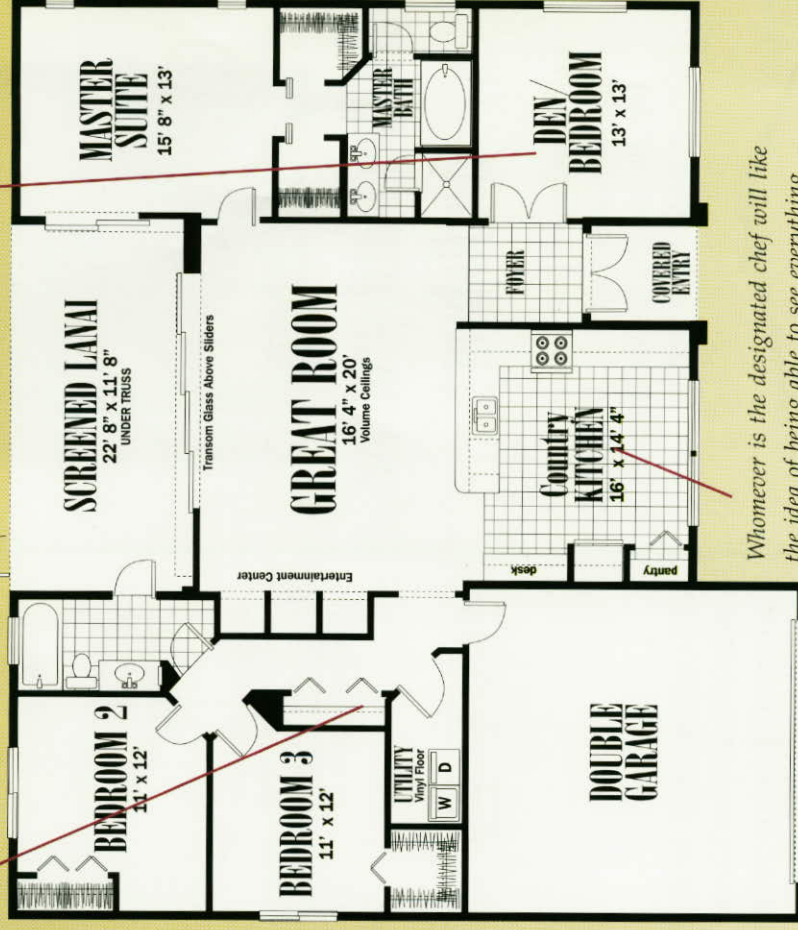 MASTER
SUITE
15' 8" x 13'
MASTER
BATH
DEN/
BEDROOM
13' x 13'
SCREENED LANAI
22' 8" x 11' 8"
UNDER TRUSS
Transom Glass Above Sliders
GREAT ROOM
16' 4" x 20'
Volume Ceilings
FOYER
COVERED
ENTRY
Entertainment Center
Country
KITCHEN
16' x 14' 4"
desk
pantry
BEDROOM 2
11' x 12'
BEDROOM 3
11' x 12'
UTILITY
Vinyl Floor
W D
DOUBLE
GARAGE
Whomever is the designated chef will like
the idea of being able to see everything